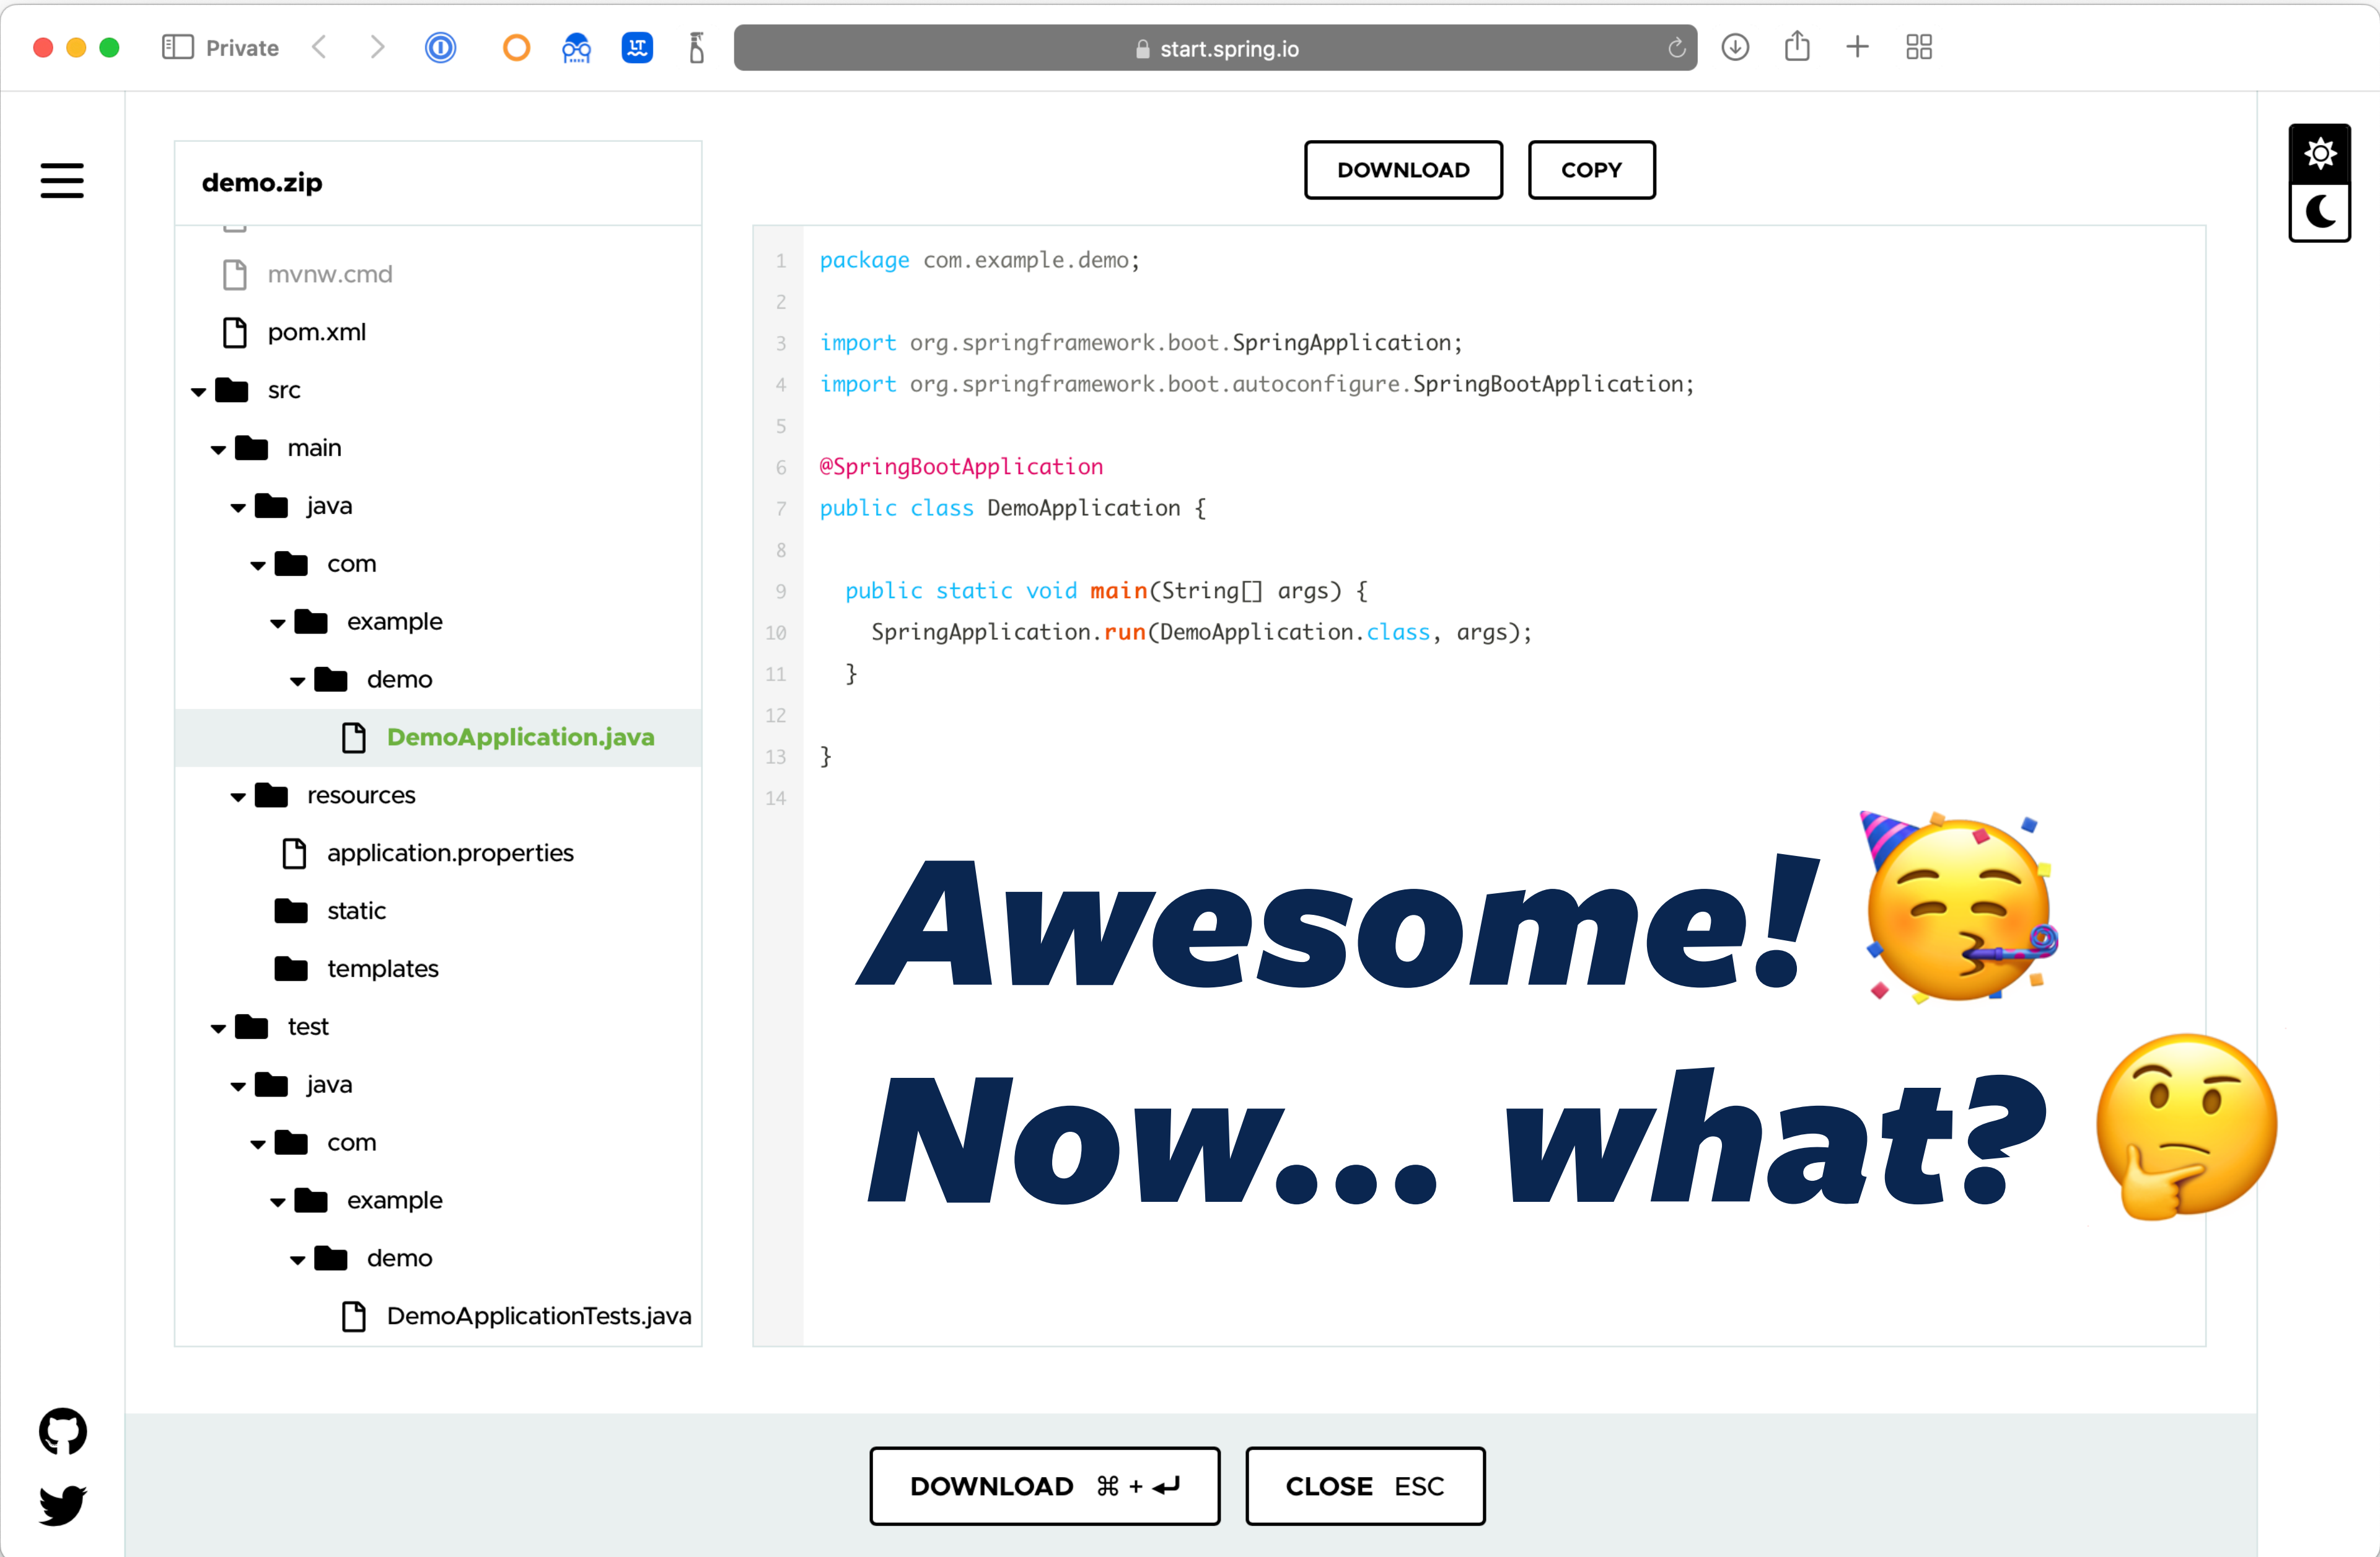 Private
start.spring.io
demo.zip
DOWNLOAD
COPY
mvnw.cmd
pom.xml
src
main
java
com
example
demo
DemoApplication.java
resources
application.properties
static
templates
test
java
com
example
demo
DemoApplicationTests.java
1 package com.example.demo;
2
3 import org.springframework.boot.SpringApplication;
4 import org.springframework.boot.autoconfigure.SpringBootApplication;
5
6 @SpringBootApplication
7 public class DemoApplication {
8
9 public static void main(String[] args) {
10 SpringApplication.run(DemoApplication.class, args);
11 }
12
13 }
14
Awesome!
Now... what?
DOWNLOAD ⌘ + ↵
CLOSE ESC